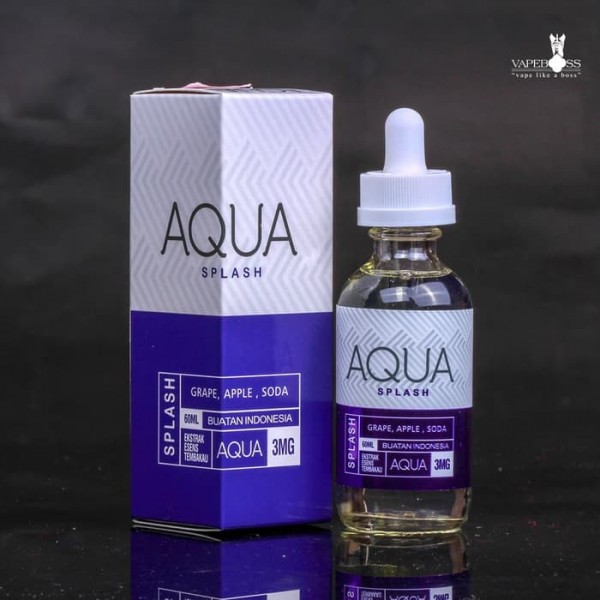 VAPEBOSS
"vape like a boss"
AQUA
SPLASH
SPLASH
GRAPE, APPLE , SODA
60ML
BUATAN INDONESIA
EKSTRAK
ESENS
TEMBAKAU
AQUA
3MG
AQUA
SPLASH
SPLASH
GRAPE, APPLE , SODA
60ML
BUATAN INDONESIA
EKSTRAK
ESENS
TEMBAKAU
AQUA
3MG